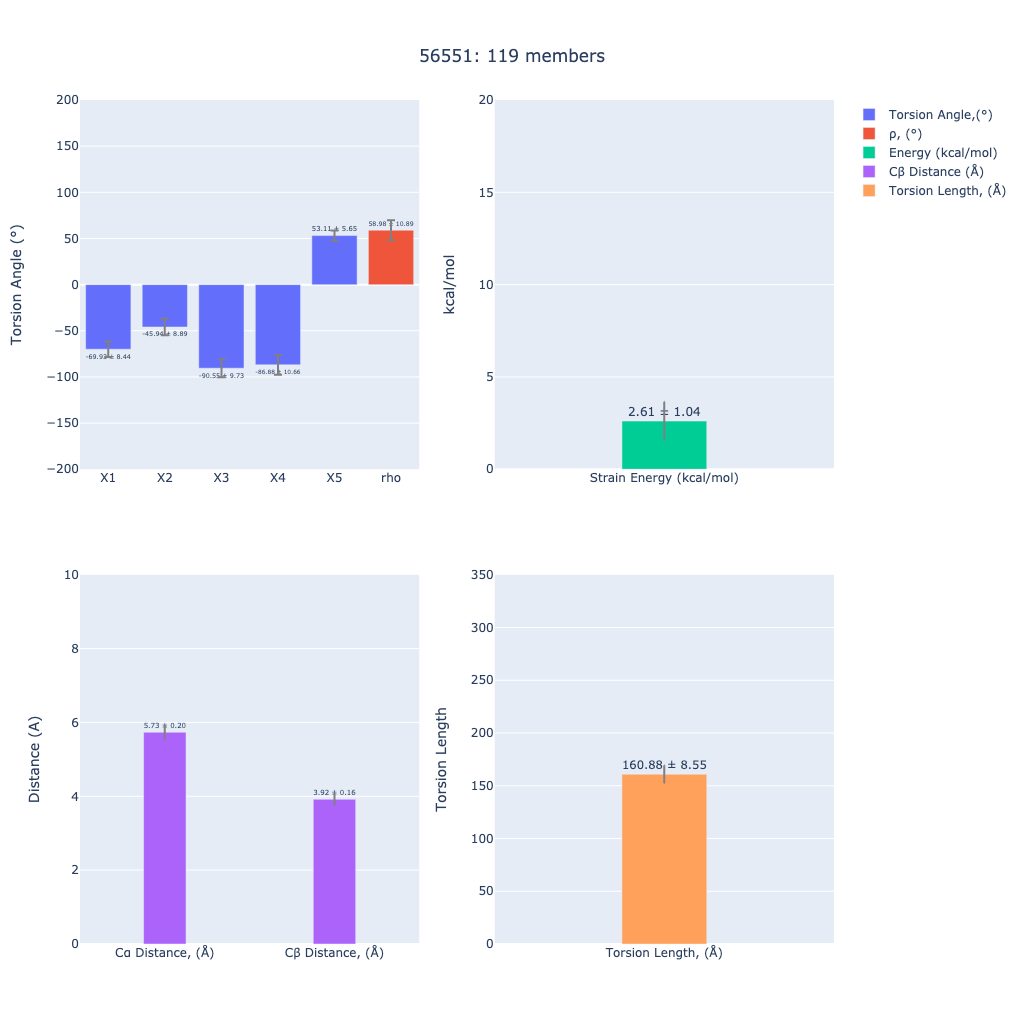 56551: 119 members
Torsion Angle (°)
200
150
100
50
0
−50
−100
−150
−200
-69.93 ± 8.44
-45.94 ± 8.89
-90.55 ± 9.73
-86.88 ± 10.66
53.11 ± 5.65
58.98 ± 10.89
X1 X2 X3 X4 X5 rho
kcal/mol
20
15
10
5
0
2.61 ± 1.04
Strain Energy (kcal/mol)
Torsion Angle,(°)
ρ, (°)
Energy (kcal/mol)
Cβ Distance (Å)
Torsion Length, (Å)
Distance (A)
10
8
6
4
2
0
5.73 ± 0.20
3.92 ± 0.16
Cα Distance, (Å) Cβ Distance, (Å)
Torsion Length
350
300
250
200
150
100
50
0
160.88 ± 8.55
Torsion Length, (Å)